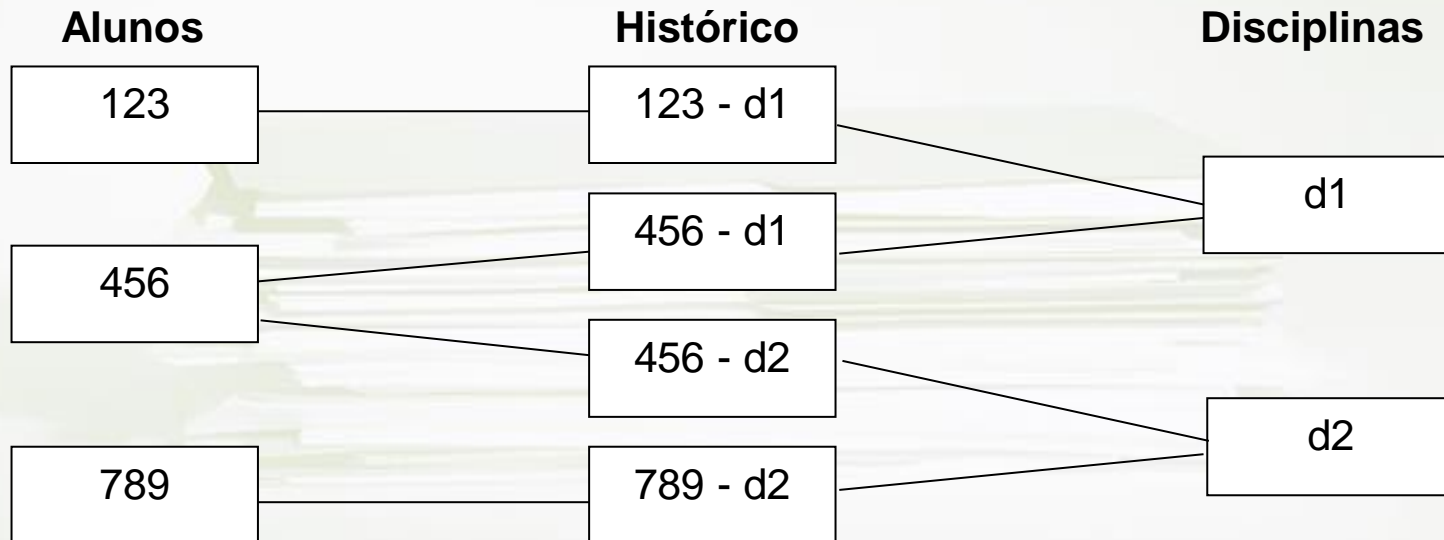 Alunos
Histórico
Disciplinas
123
123 - d1
d1
456
456 - d1
456 - d2
d2
789
789 - d2